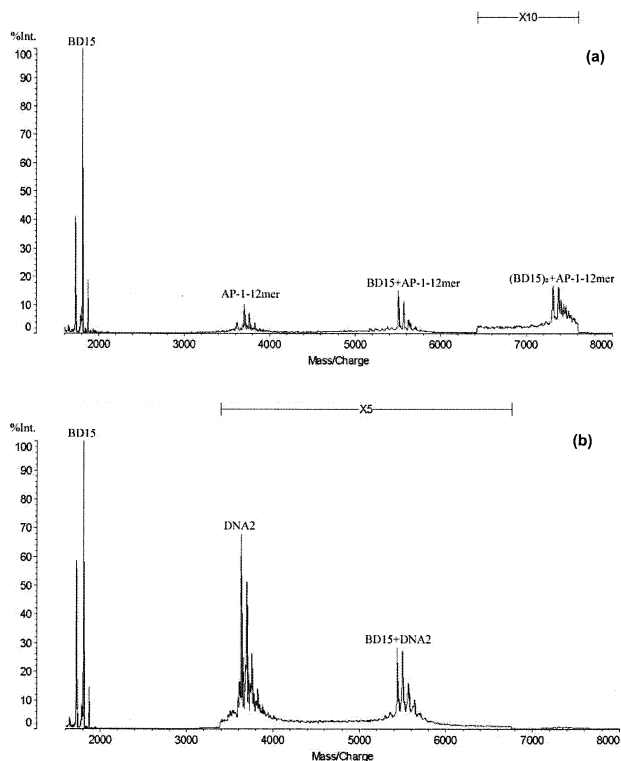 X10
%Int.
BD15
(a)
100
90
80
70
60
50
40
30
20
10
0
AP-1-12mer
BD15+AP-1-12mer
(BD15)₂+AP-1-12mer
2000 3000 4000 5000 6000 7000 8000
Mass/Charge
X5
%Int.
BD15
(b)
100
90
80
70
60
50
40
30
20
10
0
DNA2
BD15+DNA2
2000 3000 4000 5000 6000 7000 8000
Mass/Charge